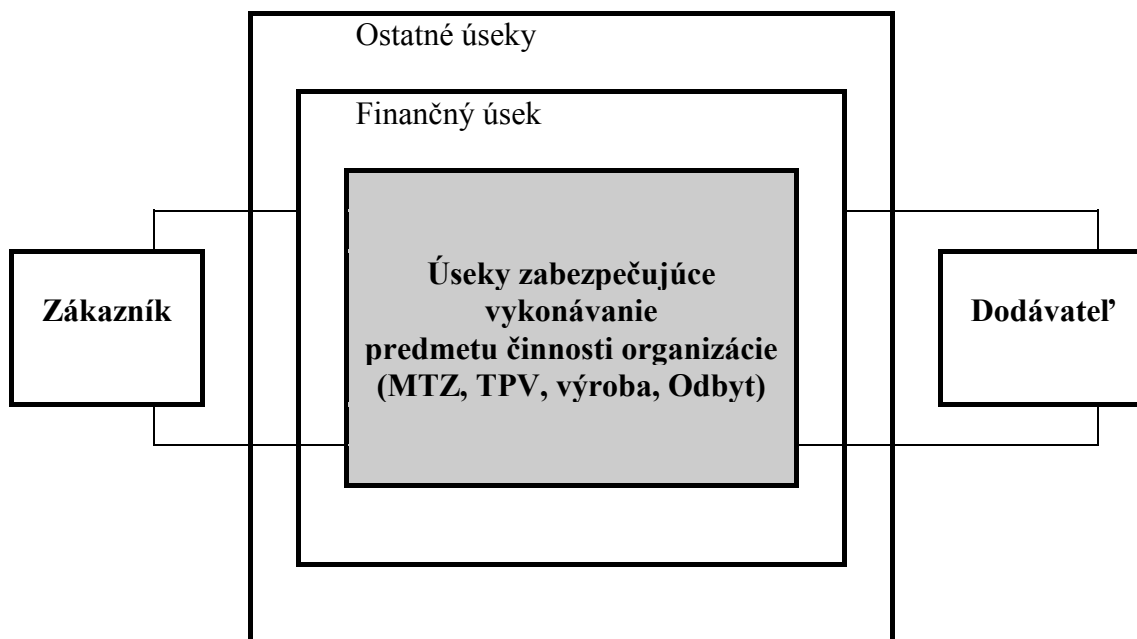 Ostatné úseky
Finančný úsek
Úseky zabezpečujúce
vykonávanie
predmetu činnosti organizácie
(MTZ, TPV, výroba, Odbyt)
Zákazník
Dodávateľ